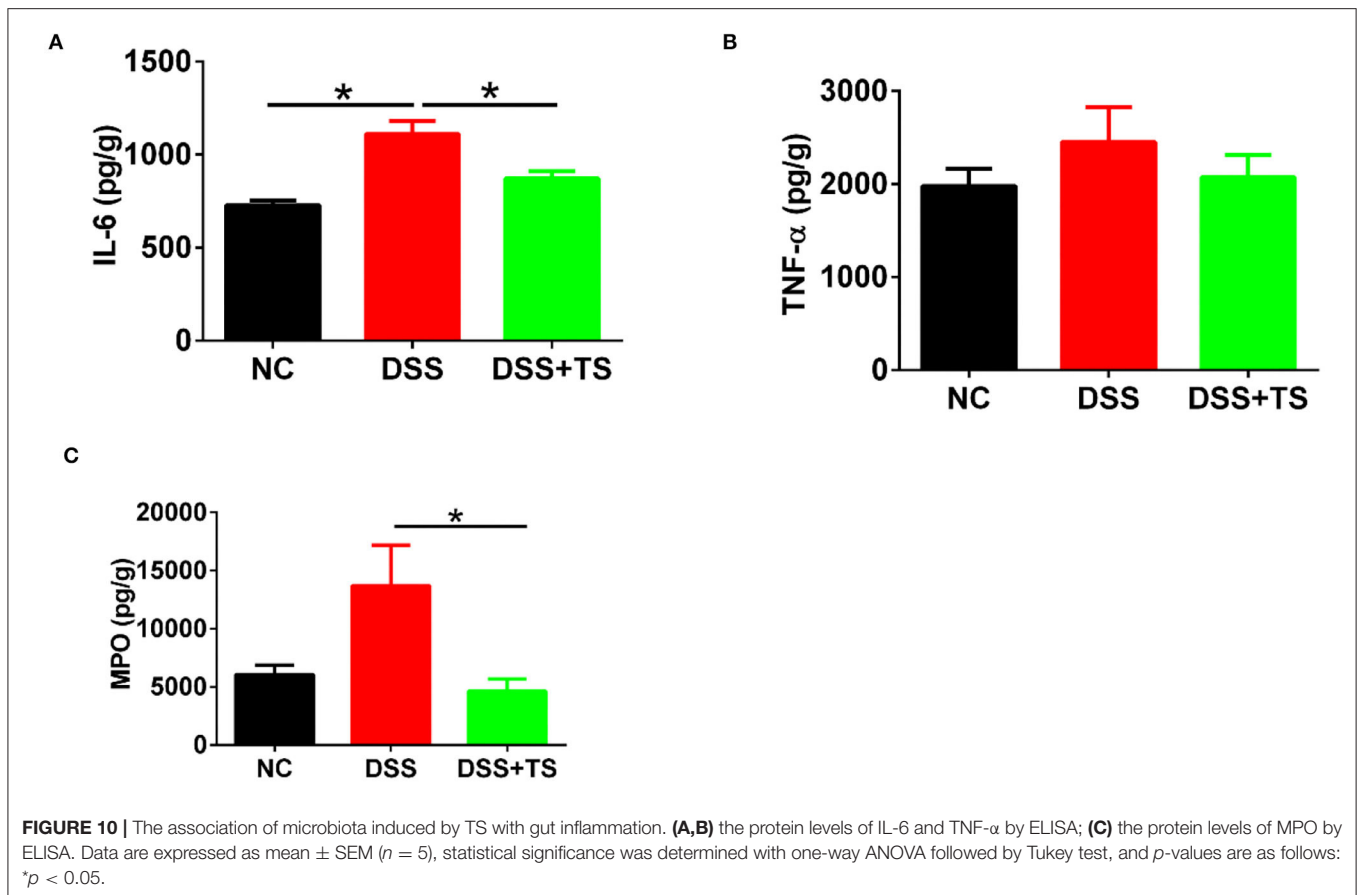 A
1500
1000
500
0
IL-6 (pg/g)
* *
NC DSS DSS+TS
B
3000
2000
1000
0
TNF-α (pg/g)
NC DSS DSS+TS
C
20000
15000
10000
5000
0
MPO (pg/g)
*
NC DSS DSS+TS
FIGURE 10 | The association of microbiota induced by TS with gut inflammation. (A,B) the protein levels of IL-6 and TNF-α by ELISA; (C) the protein levels of MPO by
ELISA. Data are expressed as mean ± SEM (n = 5), statistical significance was determined with one-way ANOVA followed by Tukey test, and p-values are as follows:
*p < 0.05.